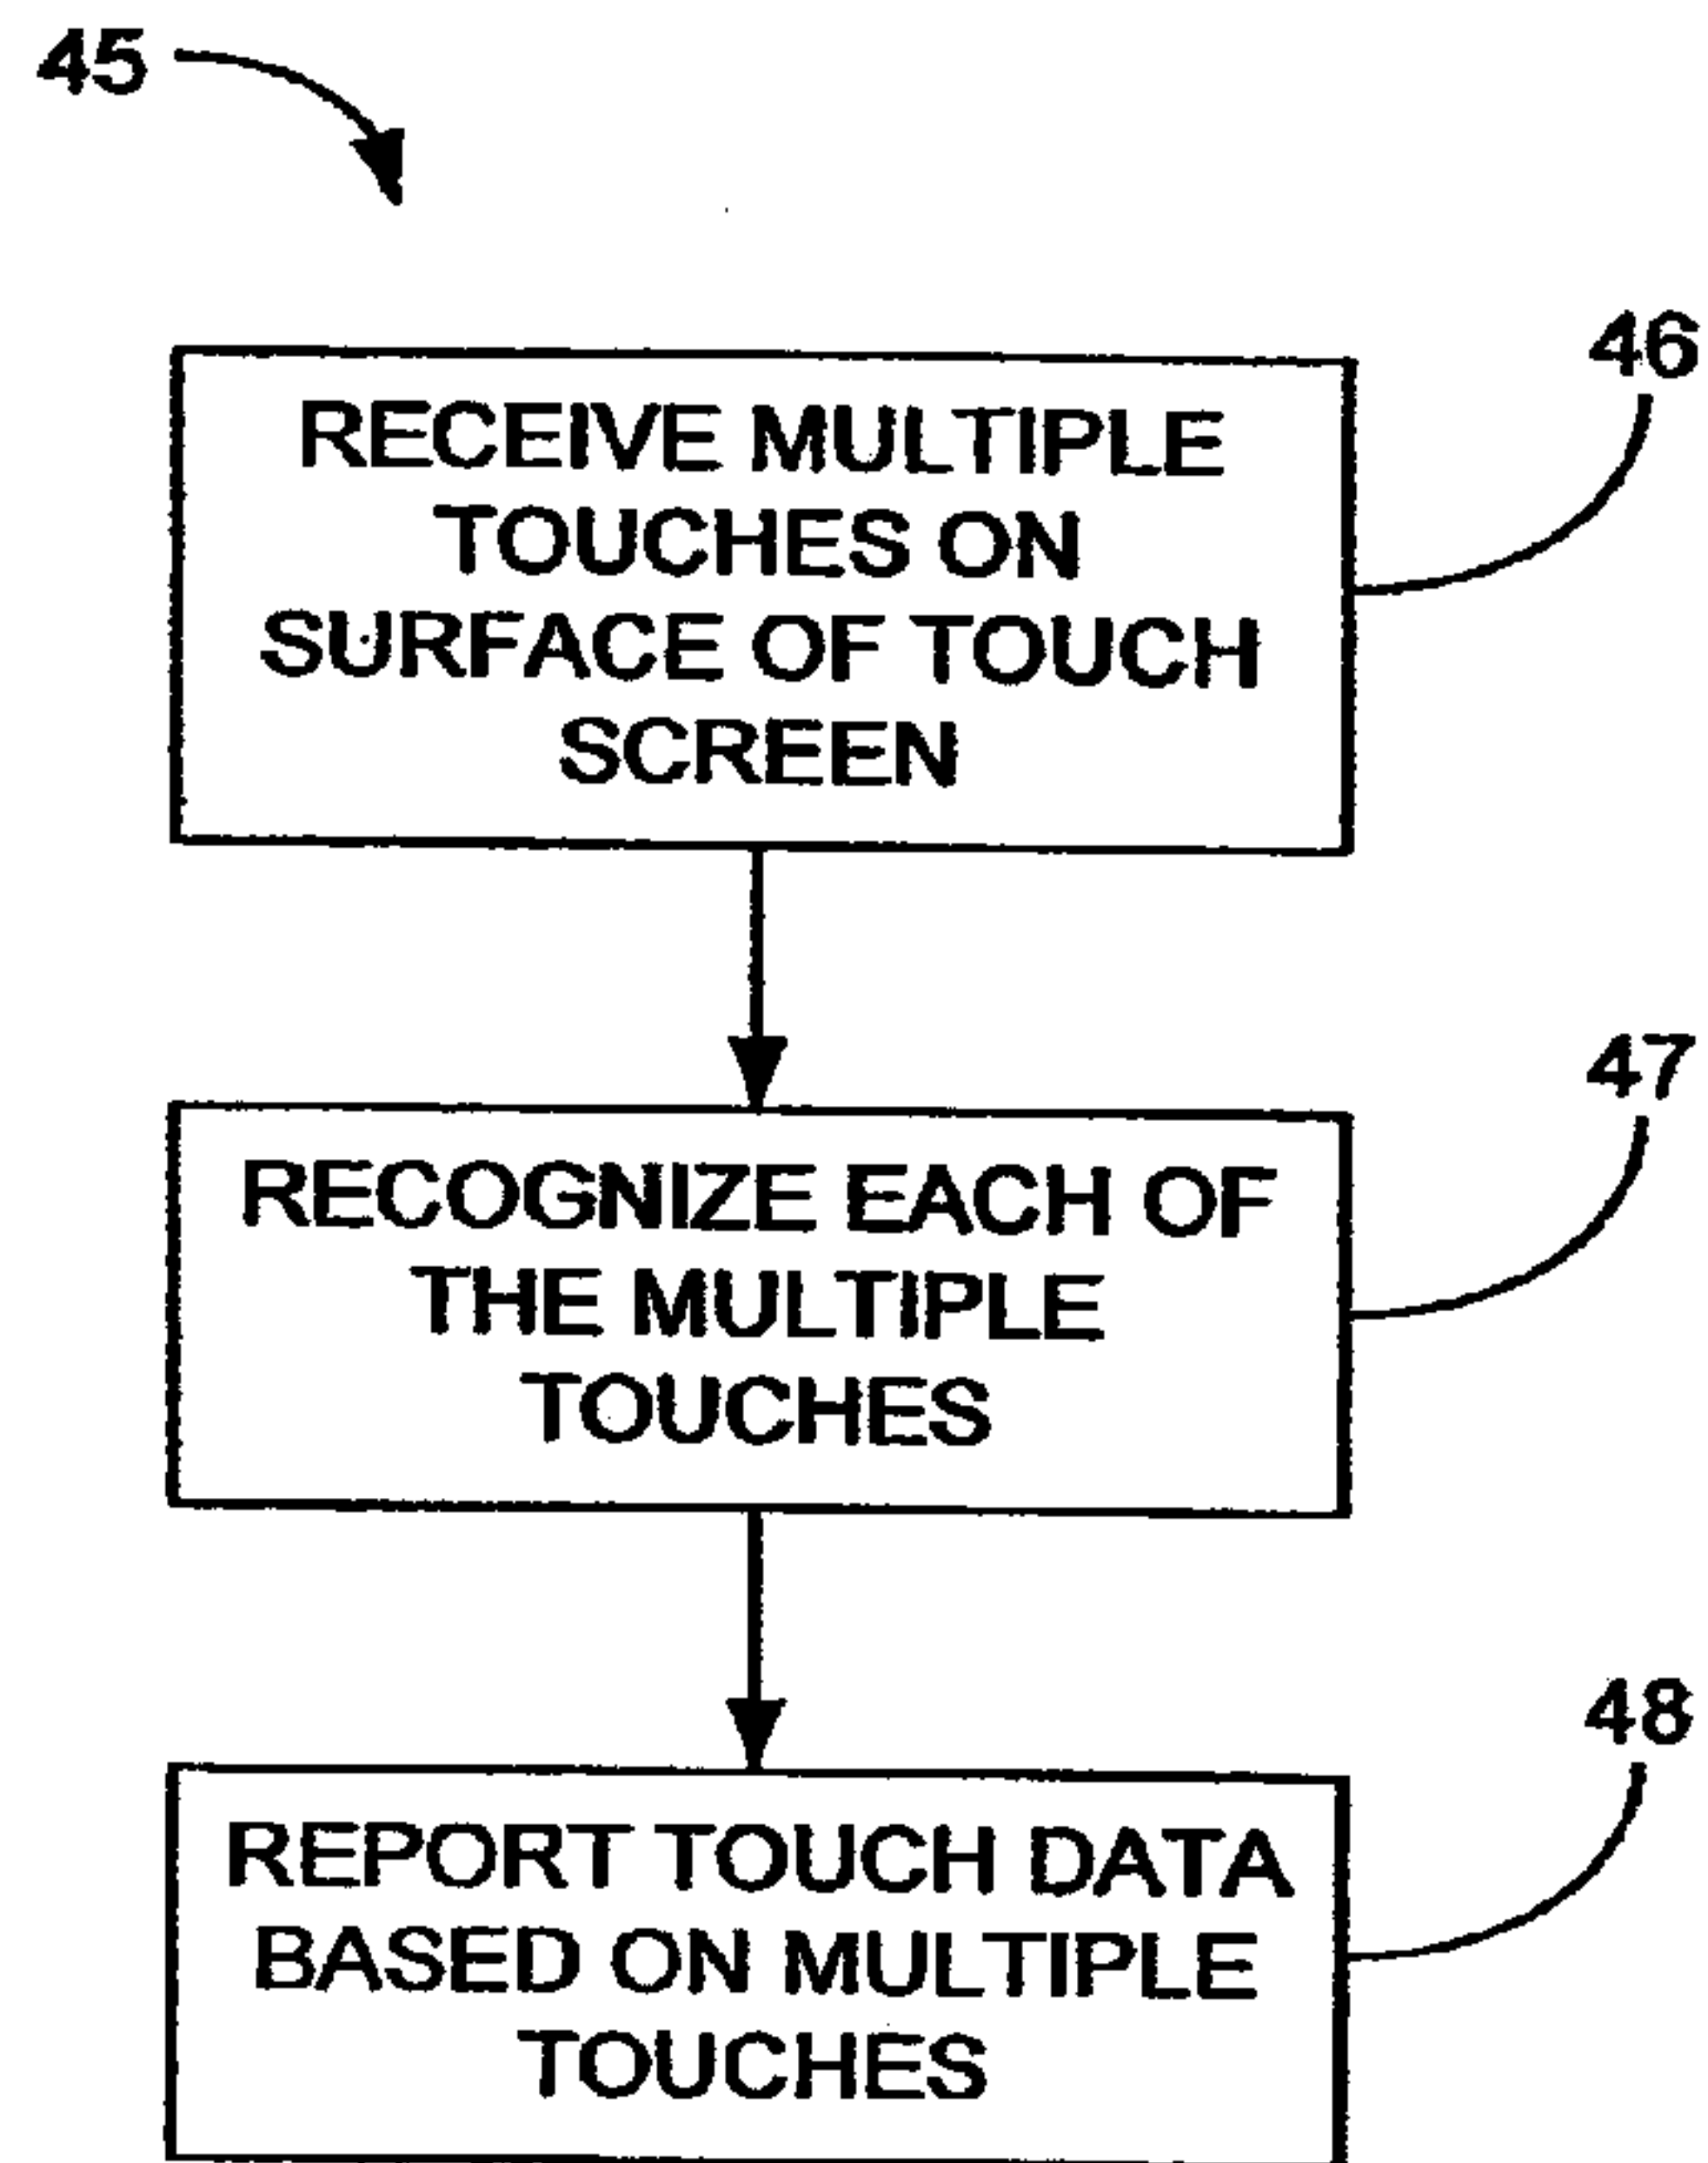 45
46
RECEIVE MULTIPLE
TOUCHES ON
SURFACE OF TOUCH
SCREEN
47
RECOGNIZE EACH OF
THE MULTIPLE
TOUCHES
48
REPORT TOUCH DATA
BASED ON MULTIPLE
TOUCHES